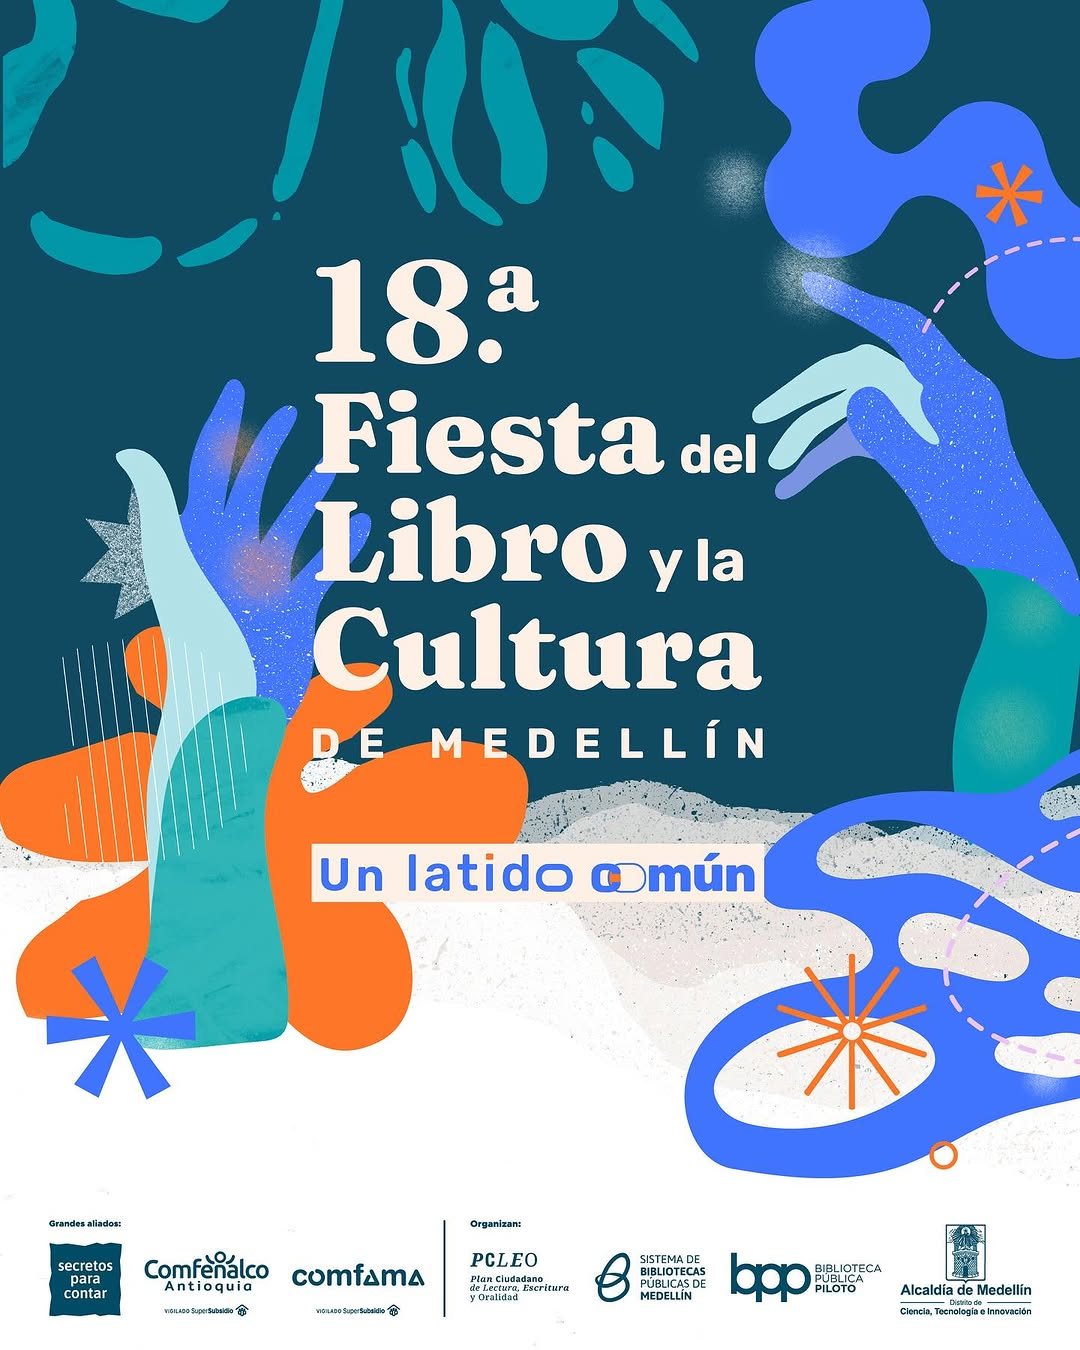 18.ª
Fiesta del
Libro y la
Cultura
DE MEDELLÍN
Un latido común
Grandes aliados:
secretos
para
contar
Comfenalco
Antioquia
VIGILADO SuperSubsidio
comfama
VIGILADO SuperSubsidio
Organizan:
PCLEO
Plan Ciudadano
de Lectura, Escritura
y Oralidad
SISTEMA DE
BIBLIOTECAS
PÚBLICAS DE
MEDELLÍN
bpp
BIBLIOTECA
PÚBLICA
PILOTO
Alcaldía de Medellín
Distrito de
Ciencia, Tecnología e Innovación